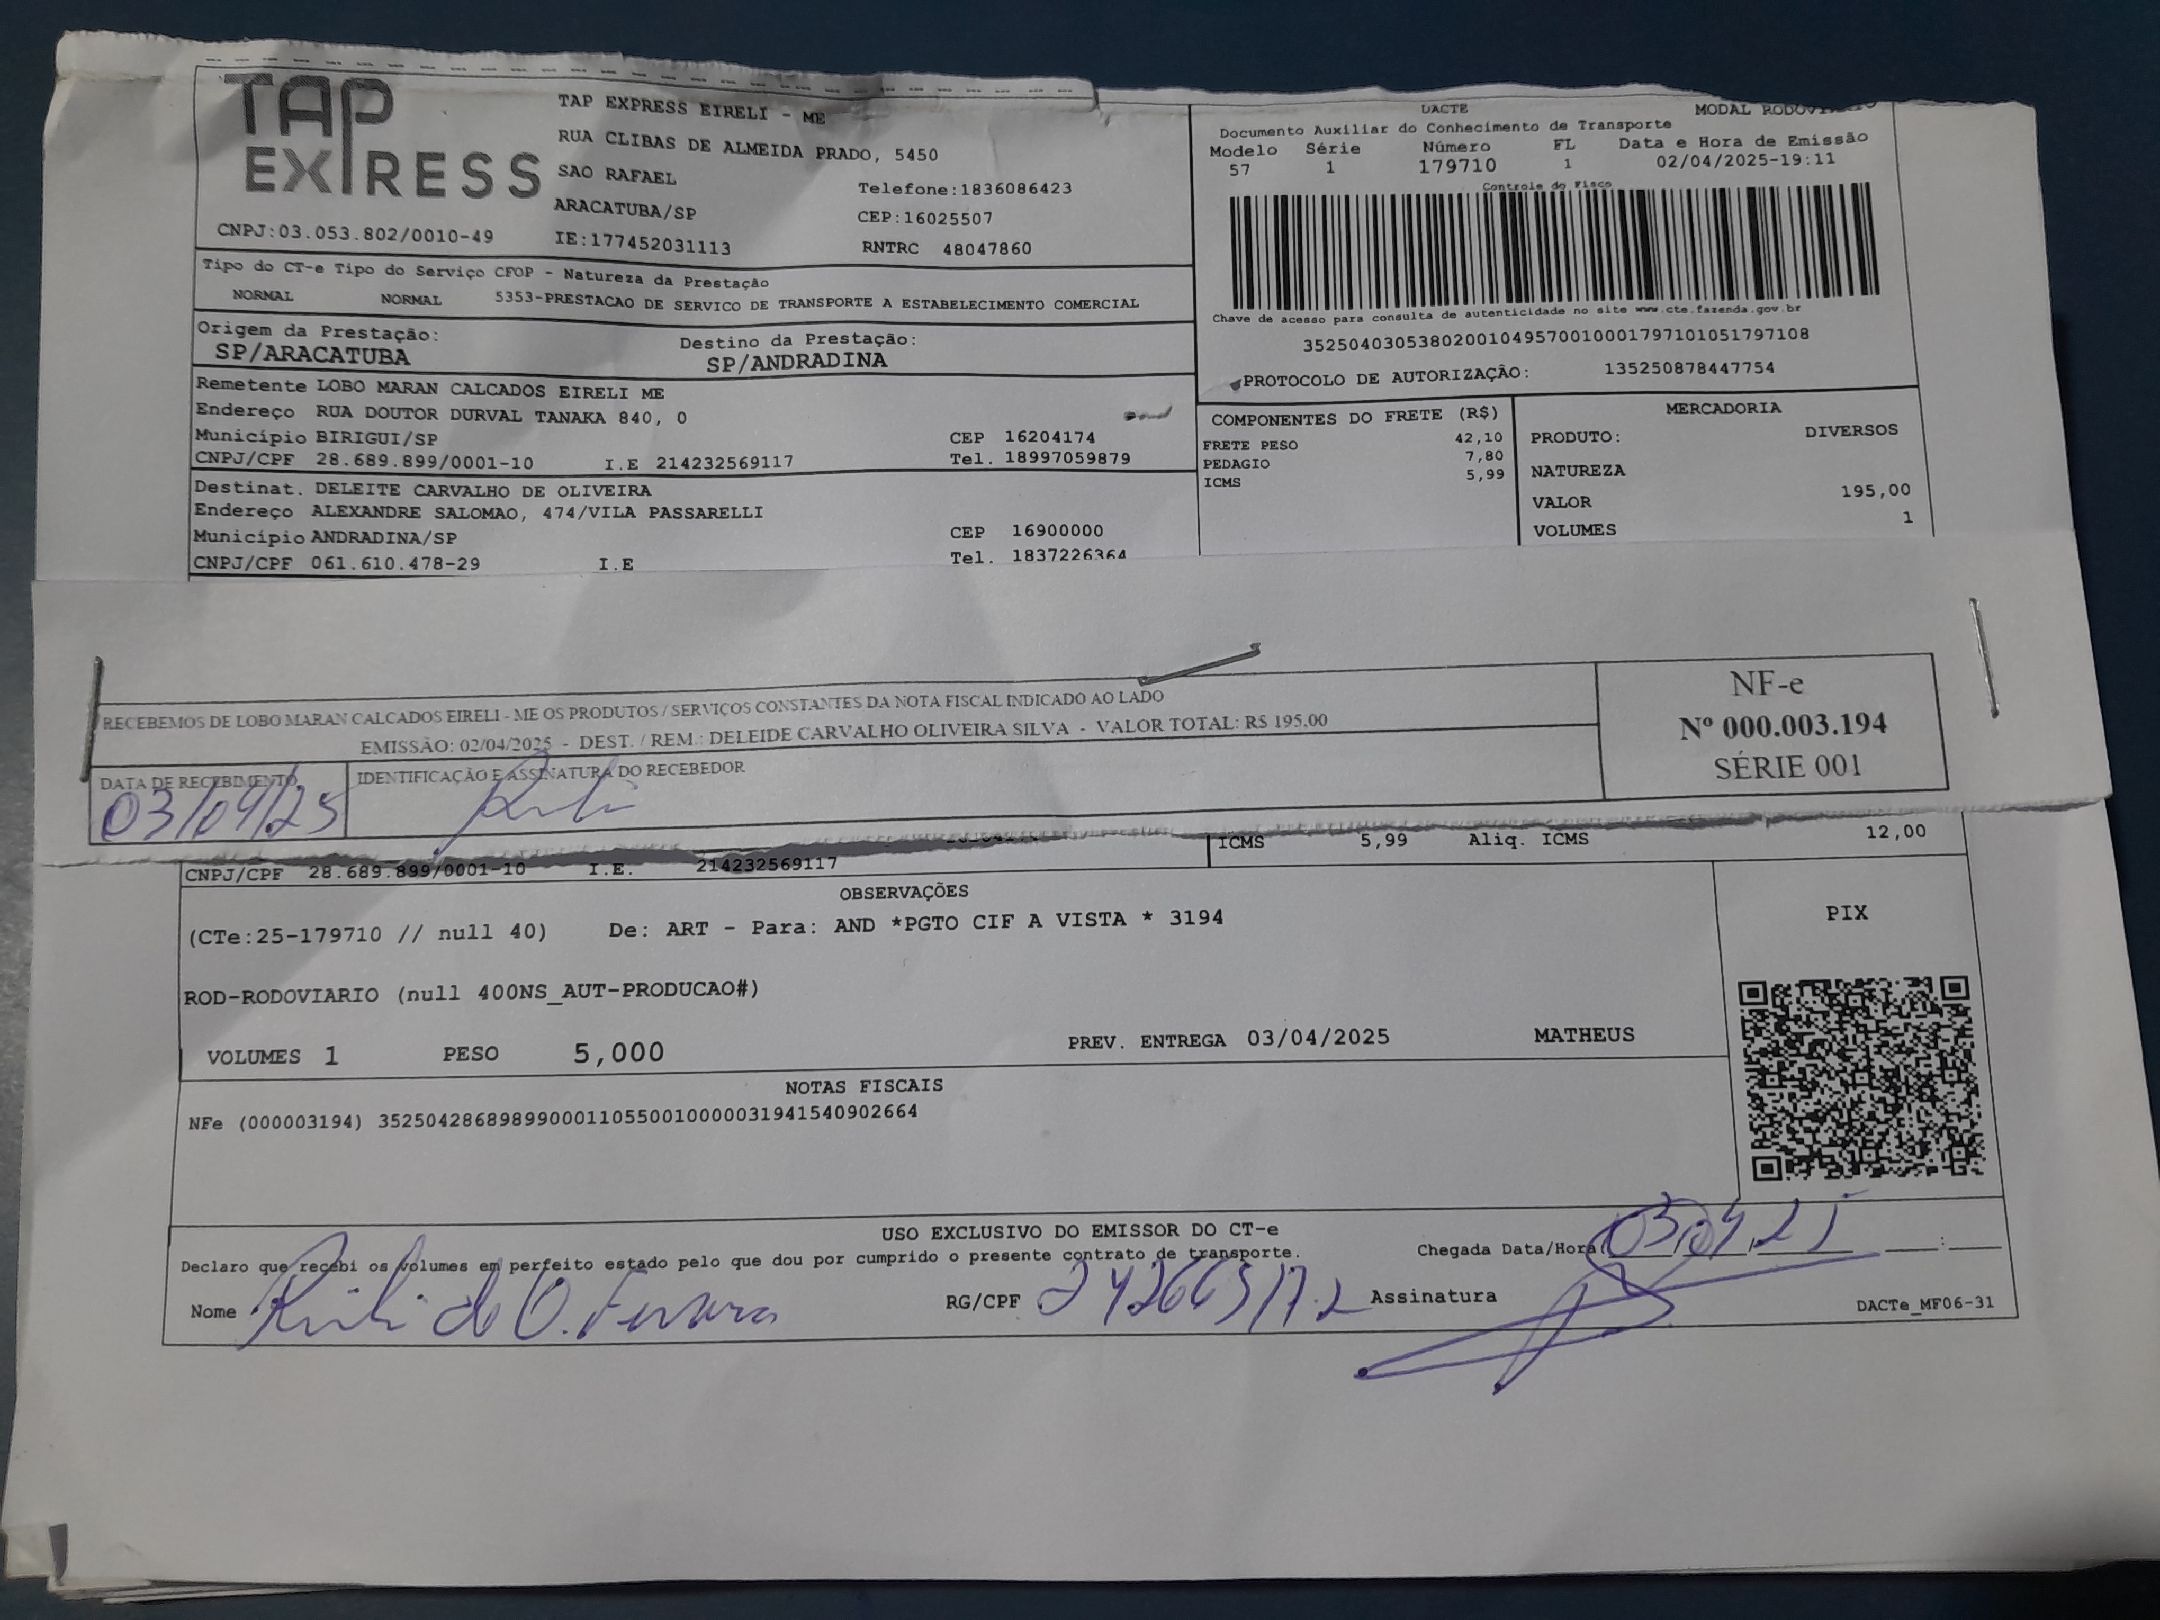 TAP EXPRESS
TAP EXPRESS EIRELI - ME
RUA CLIBAS DE ALMEIDA PRADO, 5450
SAO RAFAEL
Telefone:1836086423
ARACATUBA/SP
CEP:16025507
CNPJ:03.053.802/0010-49 IE:177452031113 RNTRC 48047860
DACTE MODAL RODOVIARIO
Documento Auxiliar do Conhecimento de Transporte
Modelo Série Número FL Data e Hora de Emissão
57 1 179710 1 02/04/2025-19:11
Controle do Fisco
Chave de acesso para consulta de autenticidade no site www.cte.fazenda.gov.br
35250403053802001049570010001797101051797108
PROTOCOLO DE AUTORIZAÇÃO: 135250878447754
Tipo do CT-e Tipo do Serviço CFOP - Natureza da Prestação
NORMAL NORMAL 5353-PRESTACAO DE SERVICO DE TRANSPORTE A ESTABELECIMENTO COMERCIAL
Origem da Prestação: Destino da Prestação:
SP/ARACATUBA SP/ANDRADINA
Remetente LOBO MARAN CALCADOS EIRELI ME
Endereço RUA DOUTOR DURVAL TANAKA 840, 0
Município BIRIGUI/SP CEP 16204174
CNPJ/CPF 28.689.899/0001-10 I.E 214232569117 Tel. 18997059879
Destinat. DELEITE CARVALHO DE OLIVEIRA
Endereço ALEXANDRE SALOMAO, 474/VILA PASSARELLI
Município ANDRADINA/SP CEP 16900000
CNPJ/CPF 061.610.478-29 I.E Tel. 1837226364
COMPONENTES DO FRETE (R$)
FRETE PESO 42,10
PEDAGIO 7,80
ICMS 5,99
MERCADORIA
PRODUTO: DIVERSOS
NATUREZA
VALOR 195,00
VOLUMES 1
RECEBEMOS DE LOBO MARAN CALCADOS EIRELI - ME OS PRODUTOS / SERVIÇOS CONSTANTES DA NOTA FISCAL INDICADO AO LADO
EMISSÃO: 02/04/2025 - DEST. / REM.: DELEIDE CARVALHO OLIVEIRA SILVA - VALOR TOTAL: R$ 195,00
DATA DE RECEBIMENTO IDENTIFICAÇÃO E ASSINATURA DO RECEBEDOR
03/04/25
NF-e
Nº 000.003.194
SÉRIE 001
ICMS 5,99 Aliq. ICMS 12,00
CNPJ/CPF 28.689.899/0001-10 I.E. 214232569117
OBSERVAÇÕES
(CTe:25-179710 // null 40) De: ART - Para: AND *PGTO CIF A VISTA * 3194
ROD-RODOVIARIO (null 400NS_AUT-PRODUCAO#)
VOLUMES 1 PESO 5,000 PREV. ENTREGA 03/04/2025 MATHEUS
PIX
NOTAS FISCAIS
NFe (000003194) 35250428689899000110550010000031941540902664
USO EXCLUSIVO DO EMISSOR DO CT-e
Declaro que recebi os volumes em perfeito estado pelo que dou por cumprido o presente contrato de transporte.
Chegada Data/Hora: 03/04/25
Nome
RG/CPF
Assinatura
DACTe_MF06-31